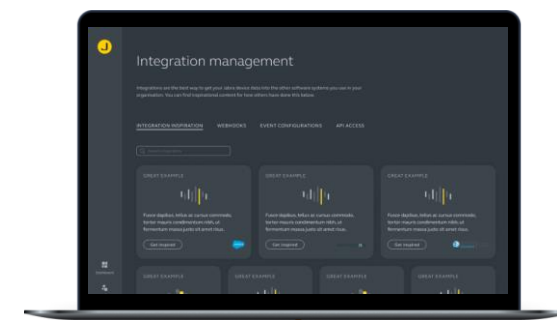 Integration management
Integrations are the best way to get your Jabra device data into the other software systems you use in your
organisation. You can find inspirational content for how others have done this below.
INTEGRATION INSPIRATION WEBHOOKS EVENT CONFIGURATIONS API ACCESS
GREAT EXAMPLE GREAT EXAMPLE GREAT EXAMPLE
Fusce dapibus, tellus ac cursus commodo, Fusce dapibus, tellus ac cursus commodo, Fusce dapibus, tellus ac cursus commodo,
tortor mauris condimentum nibh, ut tortor mauris condimentum nibh, ut tortor mauris condimentum nibh, ut
fermentum massa justo sit amet risus. fermentum massa justo sit amet risus. fermentum massa justo sit amet risus.
Get inspired Get inspired Get inspired
Dashboard
GREAT EXAMPLE GREAT EXAMPLE GREAT EXAMPLE GREAT EXAMPLE